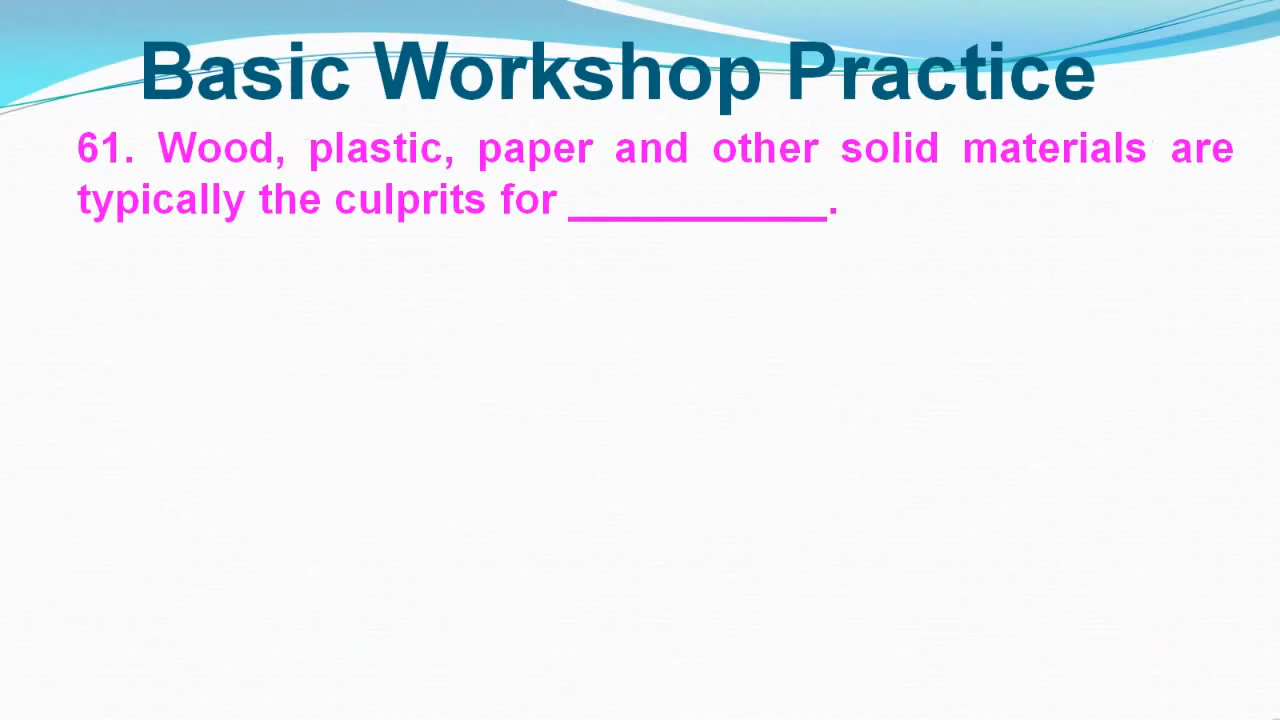 Basic Workshop Practice
61. Wood, plastic, paper and other solid materials are
typically the culprits for ___________.